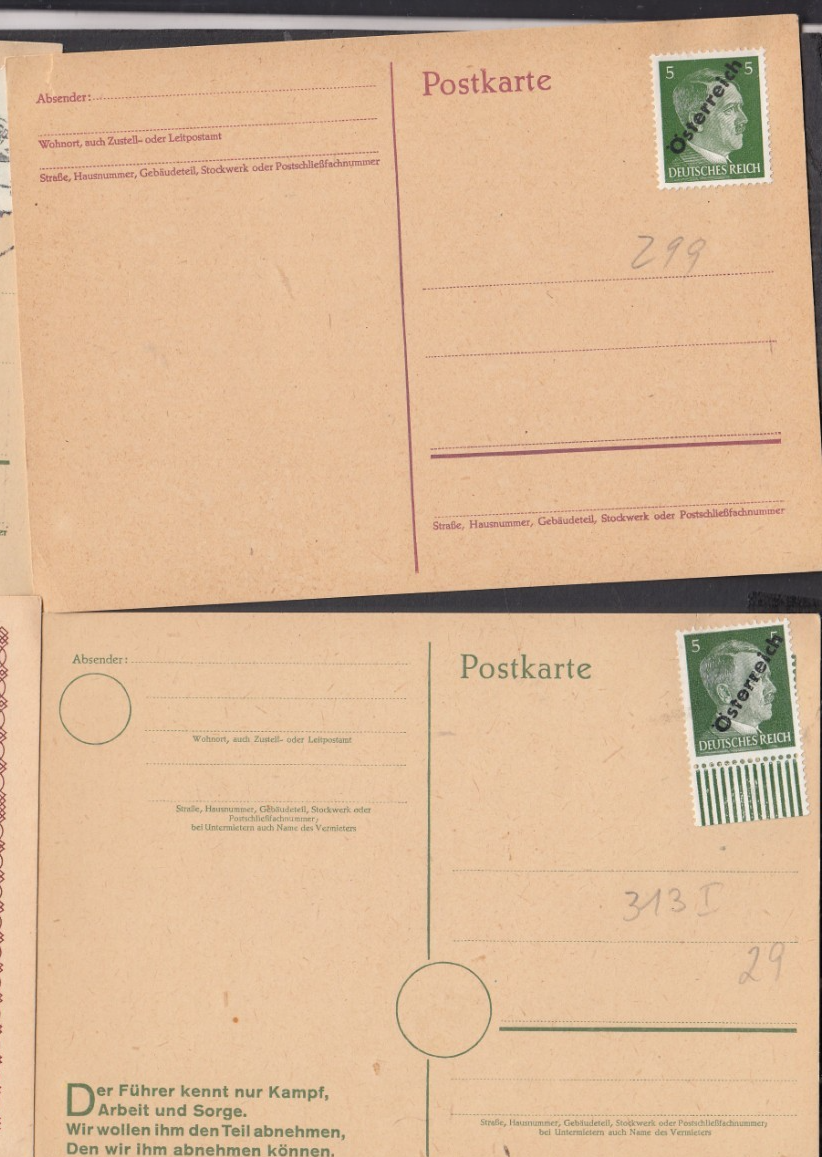 Postkarte
5 5
Österreich
DEUTSCHES REICH
Absender:
Wohnort, auch Zustell- oder Leitpostamt
Straße, Hausnummer, Gebäudeteil, Stockwerk oder Postschließfachnummer
299
Straße, Hausnummer, Gebäudeteil, Stockwerk oder Postschließfachnummer
Postkarte
5 5
Österreich
DEUTSCHES REICH
Absender:
Wohnort, auch Zustell- oder Leitpostamt
Straße, Hausnummer, Gebäudeteil, Stockwerk oder
Postschließfachnummer;
bei Untermietern auch Name des Vermieters
313 I
29
Der Führer kennt nur Kampf,
Arbeit und Sorge.
Wir wollen ihm den Teil abnehmen,
Den wir ihm abnehmen können.
Straße, Hausnummer, Gebäudeteil, Stockwerk oder Postschließfachnummer;
bei Untermietern auch Name des Vermieters